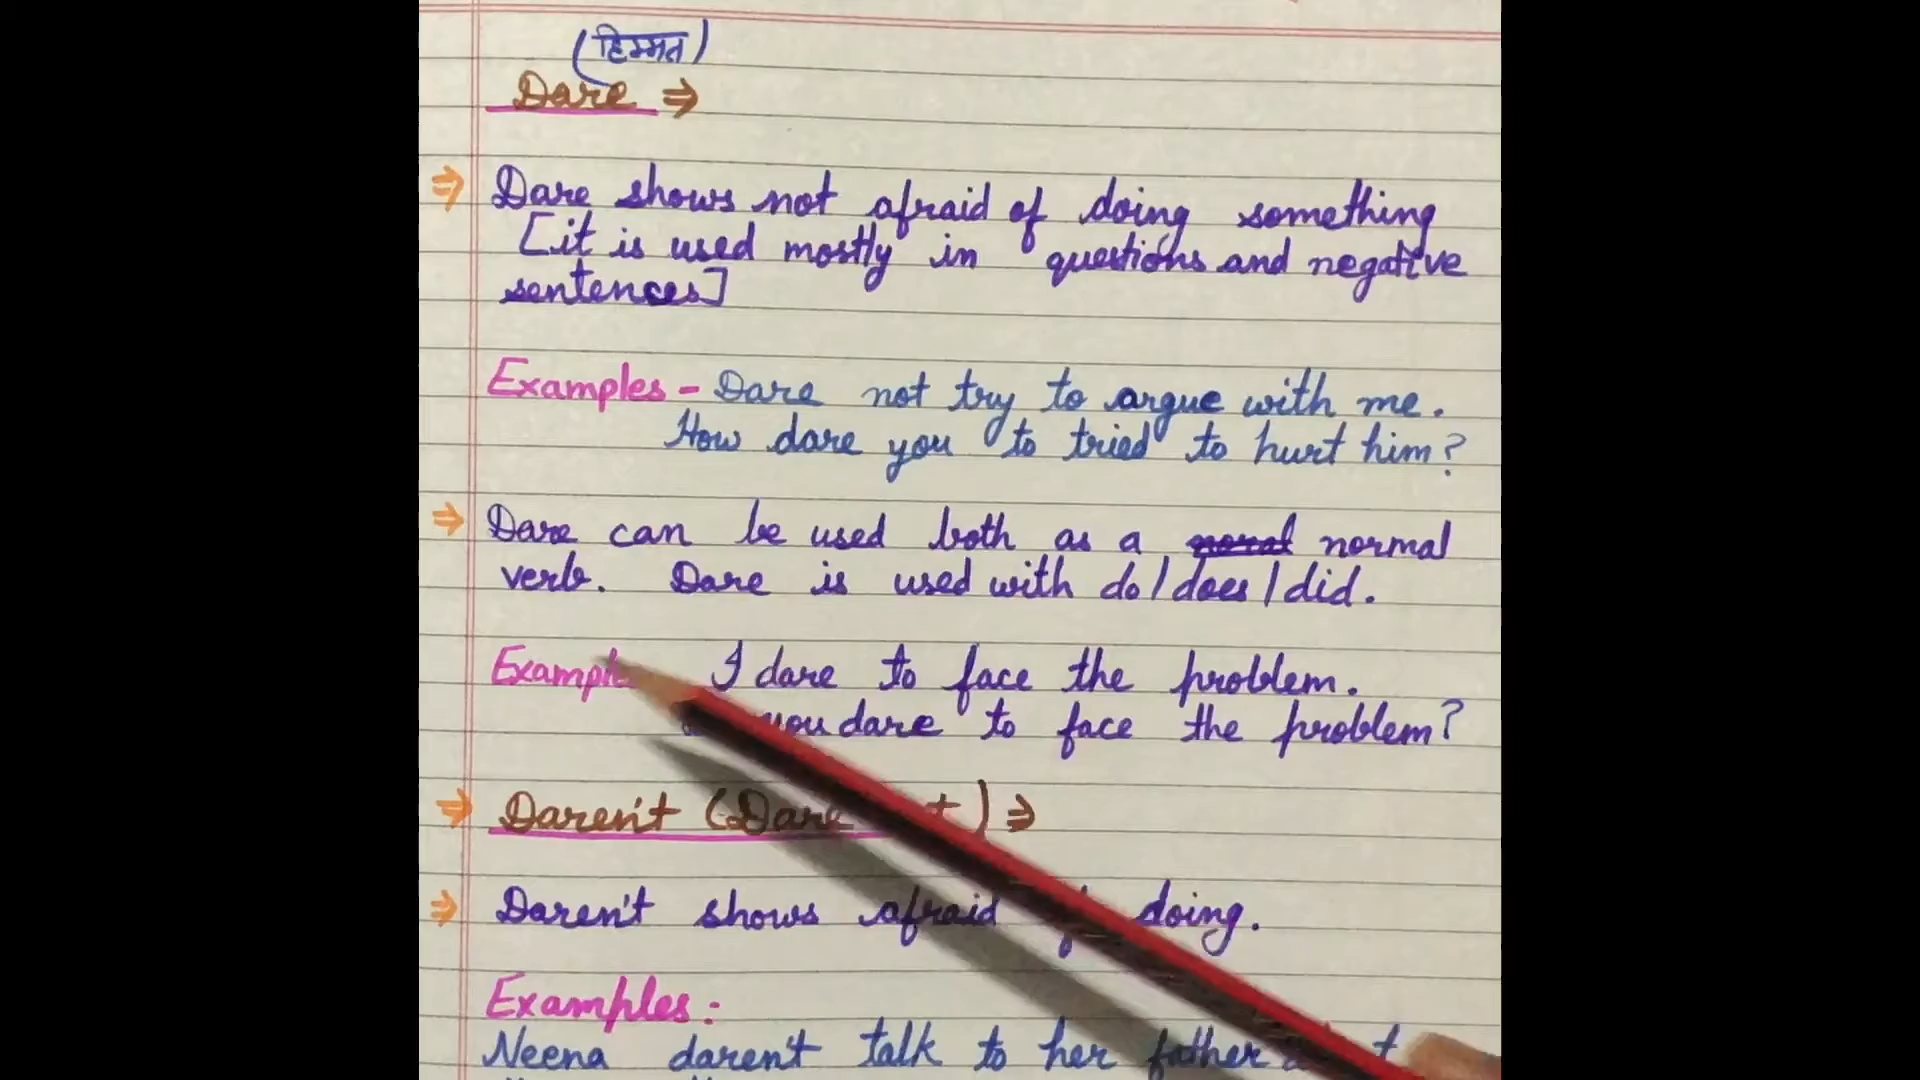 (हिम्मत)
Dare ⇒
⇒ Dare shows not afraid of doing something
[it is used mostly in questions and negative
sentences]
Examples - Dare not try to argue with me.
How dare you to tried to hurt him?
⇒ Dare can be used both as a normal
verb. Dare is used with do/does/did.
I dare to face the problem.
you dare to face the problem?
⇒ Daren't (Dare ) ⇒
⇒ Daren't shows afraid doing.
Examples:
Neena daren't talk to her father